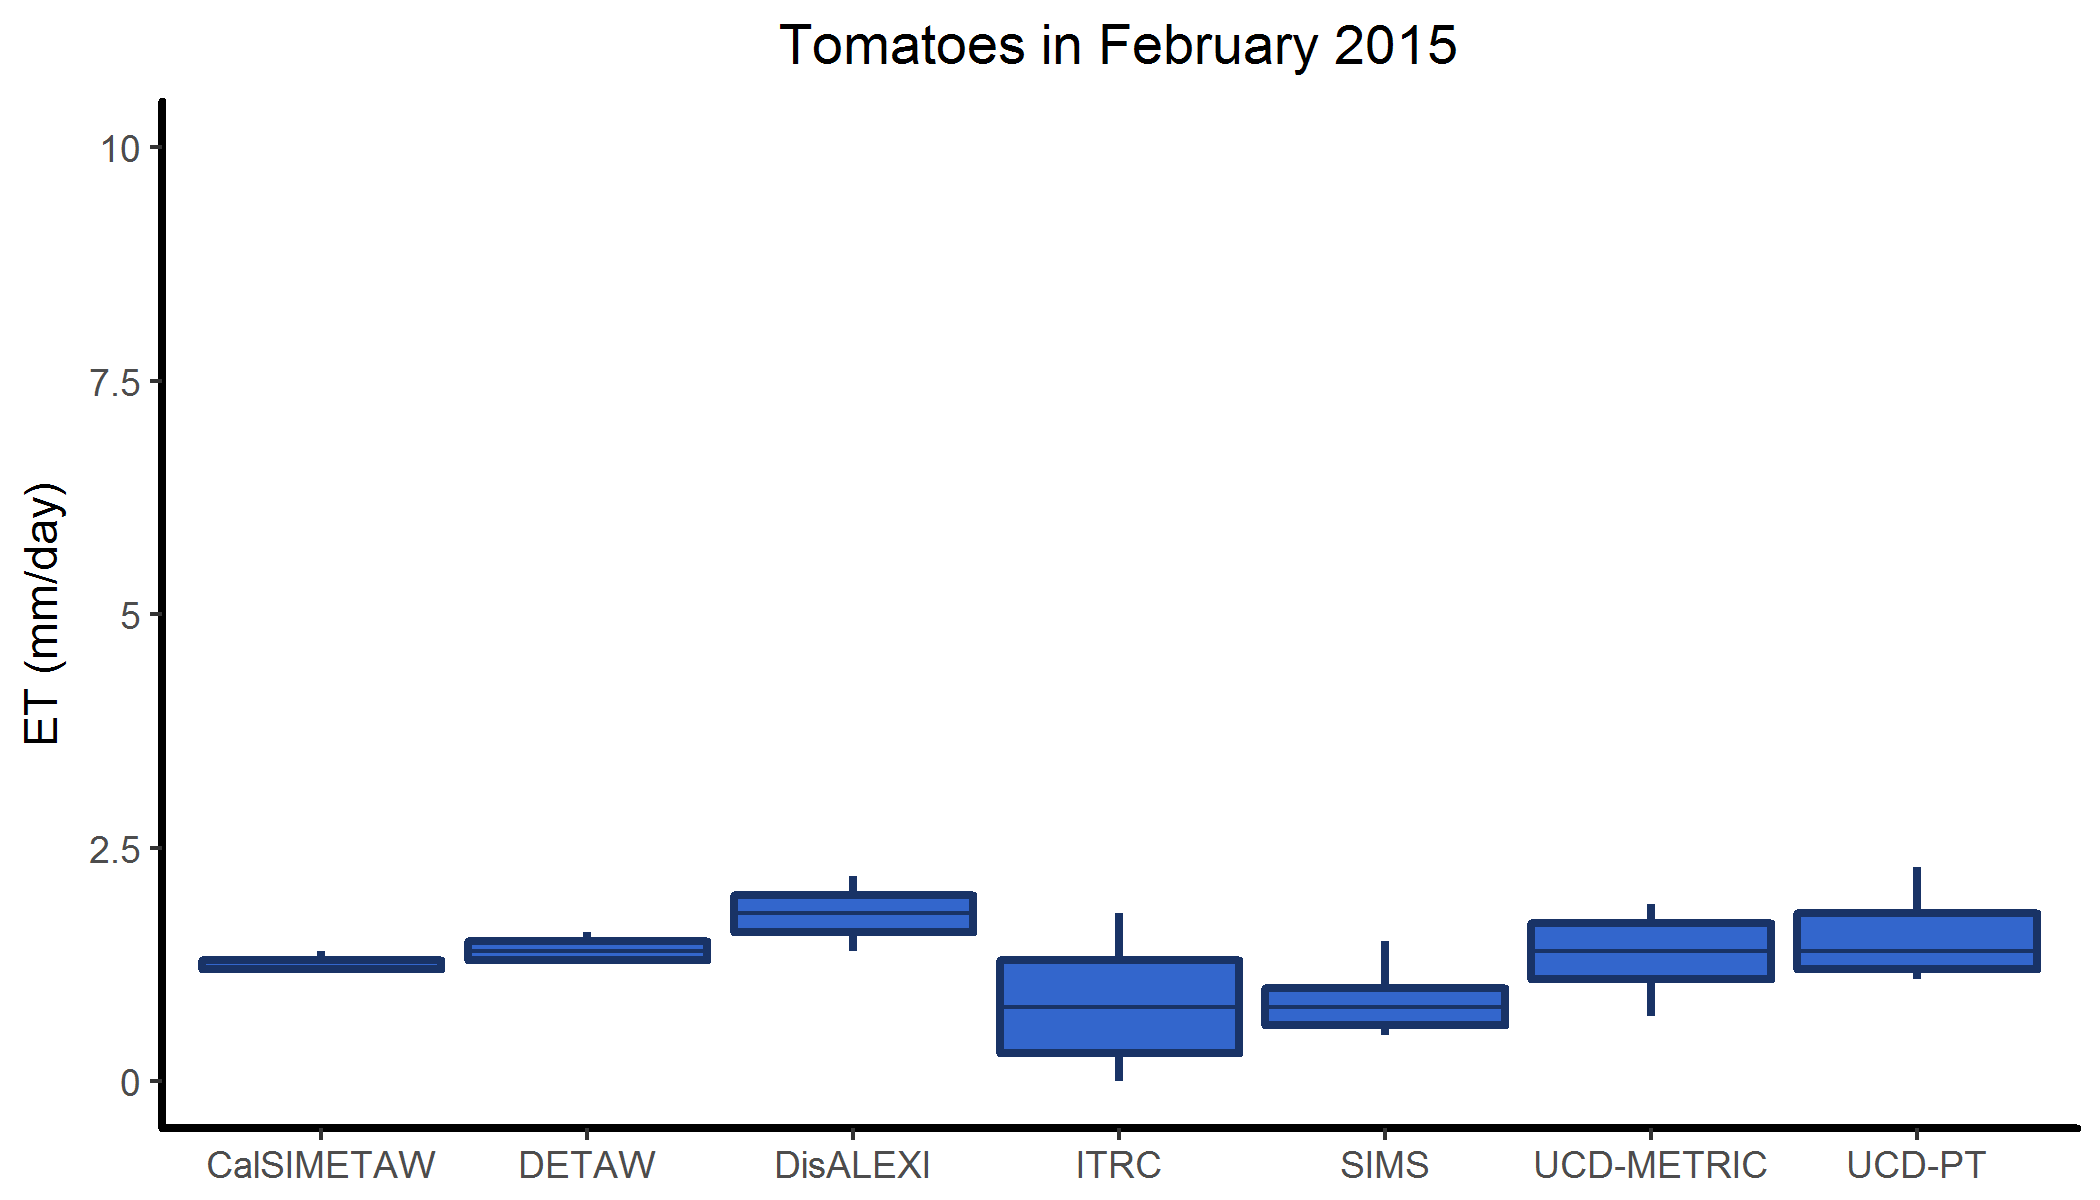 Tomatoes in February 2015
10
7.5
5
2.5
0
ET (mm/day)
CalSIMETAW DETAW DisALEXI ITRC SIMS UCD-METRIC UCD-PT